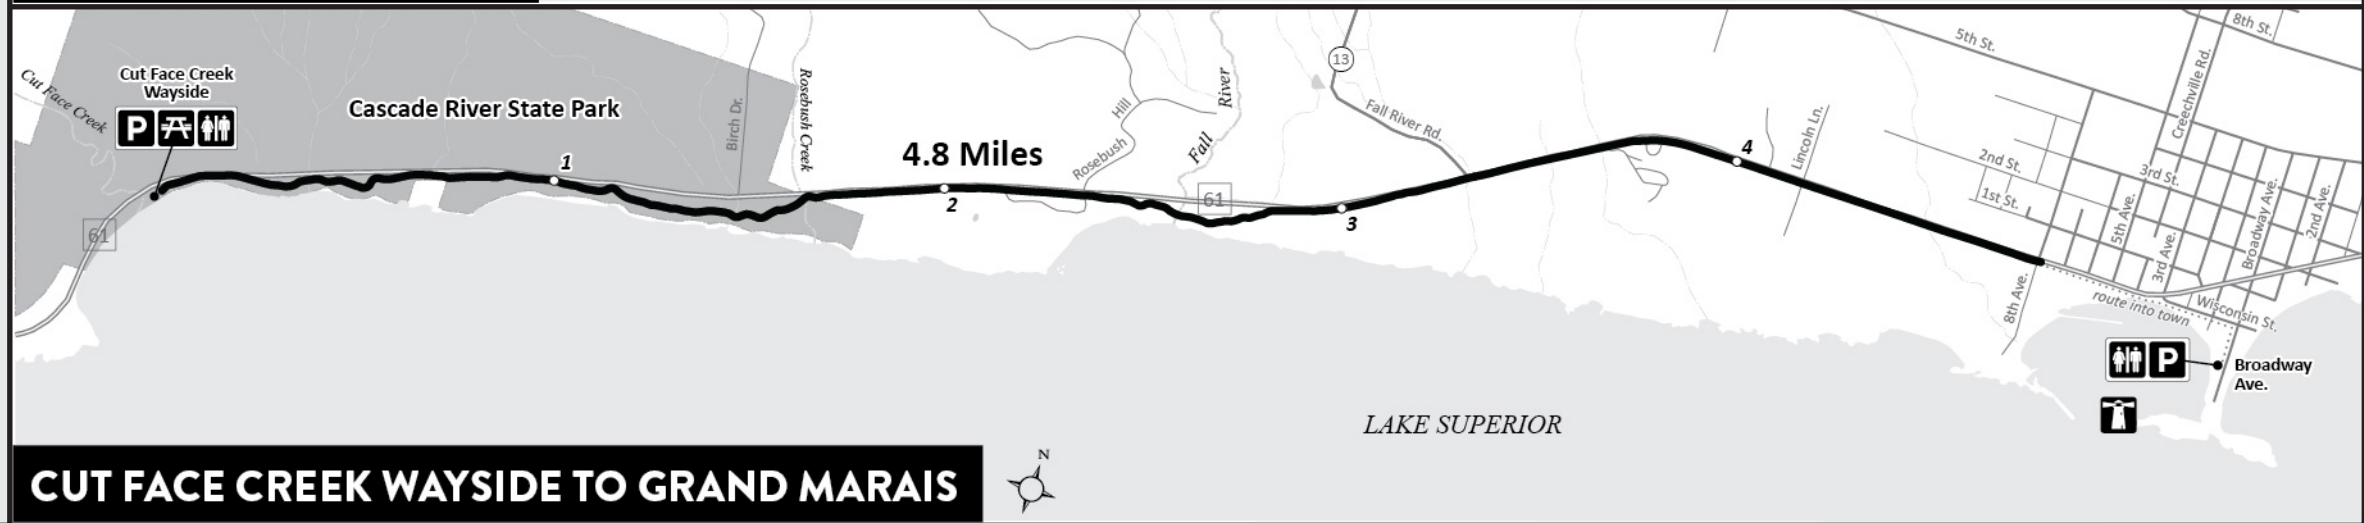 Cut Face Creek
Cut Face Creek
Wayside
P
Cascade River State Park
61
1
Birch Dr.
Rosebush Creek
4.8 Miles
2
Rosebush
Hill
Fall
River
61
13
Fall River Rd.
3
4
Lincoln Ln.
5th St.
8th St.
Creechville Rd.
2nd St.
3rd St.
1st St.
5th Ave.
3rd Ave.
Broadway Ave.
2nd Ave.
8th Ave.
route into town
Wisconsin St.
P
Broadway
Ave.
LAKE SUPERIOR
N
CUT FACE CREEK WAYSIDE TO GRAND MARAIS